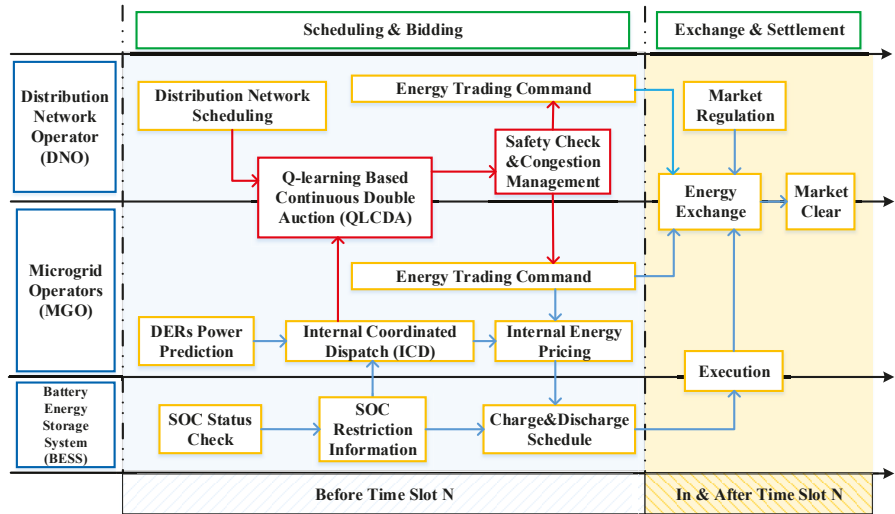 Scheduling & Bidding
Exchange & Settlement
Distribution
Network
Operator
(DNO)
Distribution Network
Scheduling
Energy Trading Command
Market
Regulation
Safety Check
&Congestion
Management
Q-learning Based
Continuous Double
Auction (QLCDA)
Energy
Exchange
Market
Clear
Microgrid
Operators
(MGO)
Energy Trading Command
DERs Power
Prediction
Internal Coordinated
Dispatch (ICD)
Internal Energy
Pricing
Execution
Battery
Energy
Storage
System
(BESS)
SOC Status
Check
SOC
Restriction
Information
Charge&Discharge
Schedule
Before Time Slot N
In & After Time Slot N